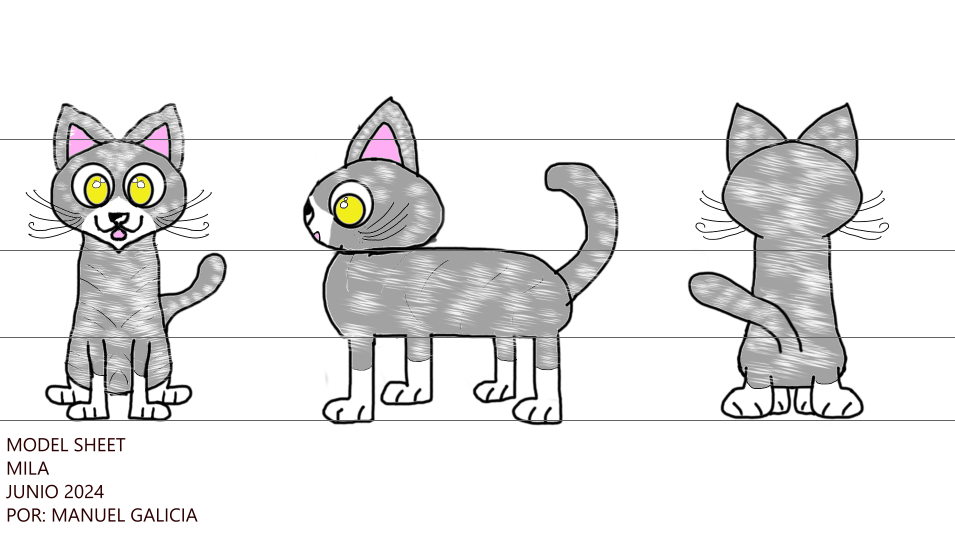 MODEL SHEET
MILA
JUNIO 2024
POR: MANUEL GALICIA